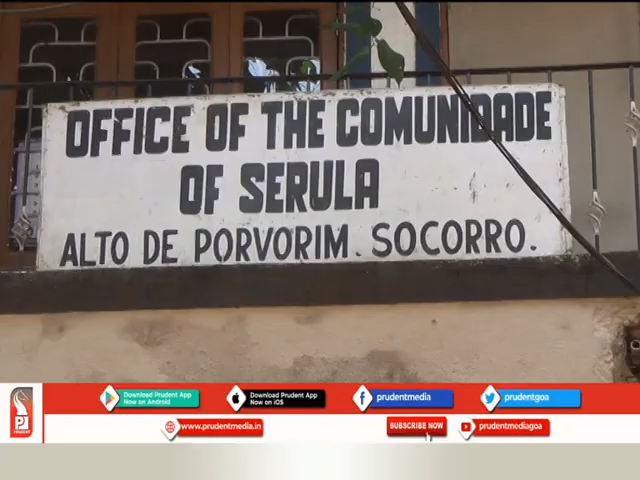 OFFICE OF THE COMUNIDADE
OF SERULA
ALTO DE PORVORIM. SOCORRO.
PRUDENT
Download Prudent App
Now on Android
Download Prudent App
Now on iOS
prudentmedia
prudentgoa
www.prudentmedia.in
SUBSCRIBE NOW
prudentmediagoa